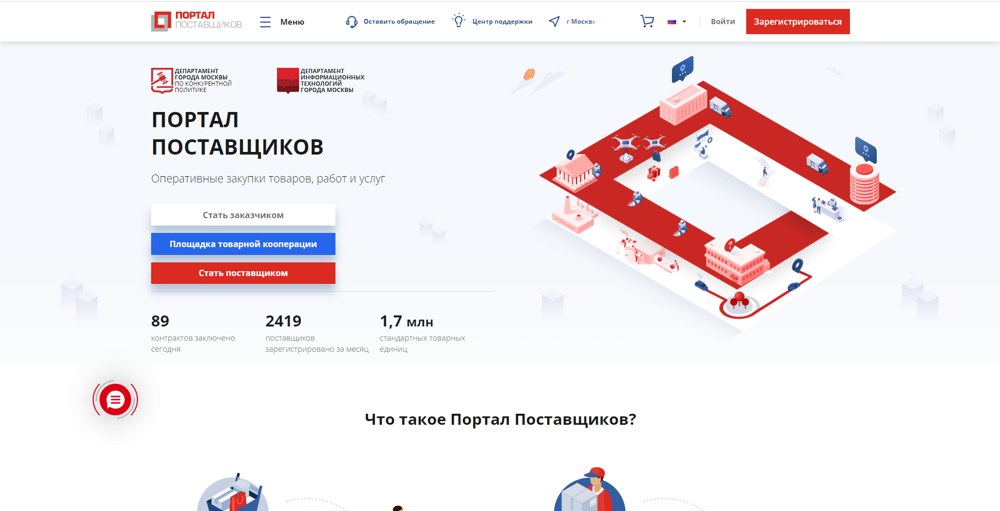 ПОРТАЛ
ПОСТАВЩИКОВ
Меню
Оставить обращение
Центр поддержки
г Москва
Войти
Зарегистрироваться
ДЕПАРТАМЕНТ
ГОРОДА МОСКВЫ
ПО КОНКУРЕНТНОЙ
ПОЛИТИКЕ
ДЕПАРТАМЕНТ
ИНФОРМАЦИОННЫХ
ТЕХНОЛОГИЙ
ГОРОДА МОСКВЫ
ПОРТАЛ
ПОСТАВЩИКОВ
Оперативные закупки товаров, работ и услуг
Стать заказчиком
Площадка товарной кооперации
Стать поставщиком
89
контрактов заключено
сегодня
2419
поставщиков
зарегистрировано за месяц
1,7 млн
стандартных товарных
единиц
Что такое Портал Поставщиков?